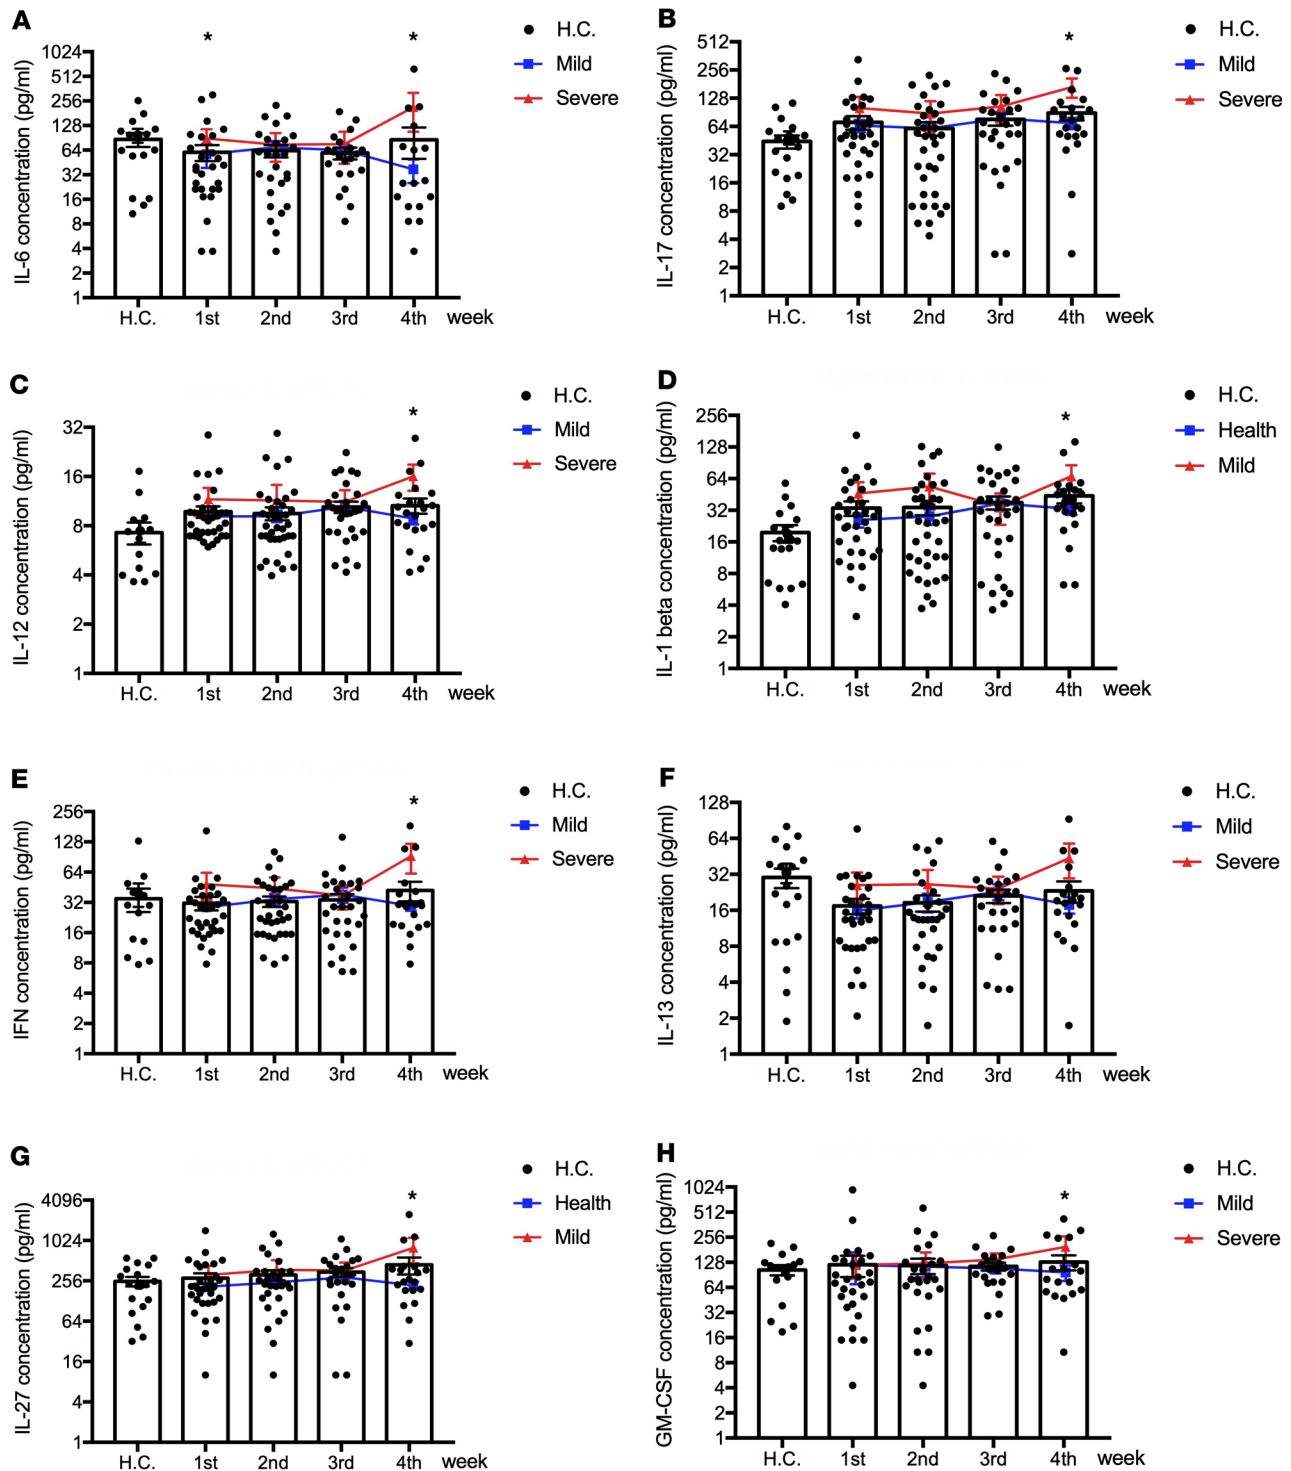 A
*
*
1024
512
256
128
64
32
16
8
4
2
1
IL-6 concentration (pg/ml)
H.C.
1st
2nd
3rd
4th
week
H.C.
Mild
Severe
B
*
512
256
128
64
32
16
8
4
2
1
IL-17 concentration (pg/ml)
H.C.
1st
2nd
3rd
4th
week
H.C.
Mild
Severe
C
*
32
16
8
4
2
1
IL-12 concentration (pg/ml)
H.C.
1st
2nd
3rd
4th
week
H.C.
Mild
Severe
D
*
256
128
64
32
16
8
4
2
1
IL-1 beta concentration (pg/ml)
H.C.
1st
2nd
3rd
4th
week
H.C.
Health
Mild
E
*
256
128
64
32
16
8
4
2
1
IFN concentration (pg/ml)
H.C.
1st
2nd
3rd
4th
week
H.C.
Mild
Severe
F
128
64
32
16
8
4
2
1
IL-13 concentration (pg/ml)
H.C.
1st
2nd
3rd
4th
week
H.C.
Mild
Severe
G
*
4096
1024
256
64
16
4
1
IL-27 concentration (pg/ml)
H.C.
1st
2nd
3rd
4th
week
H.C.
Health
Mild
H
*
1024
512
256
128
64
32
16
8
4
2
1
GM-CSF concentration (pg/ml)
H.C.
1st
2nd
3rd
4th
week
H.C.
Mild
Severe